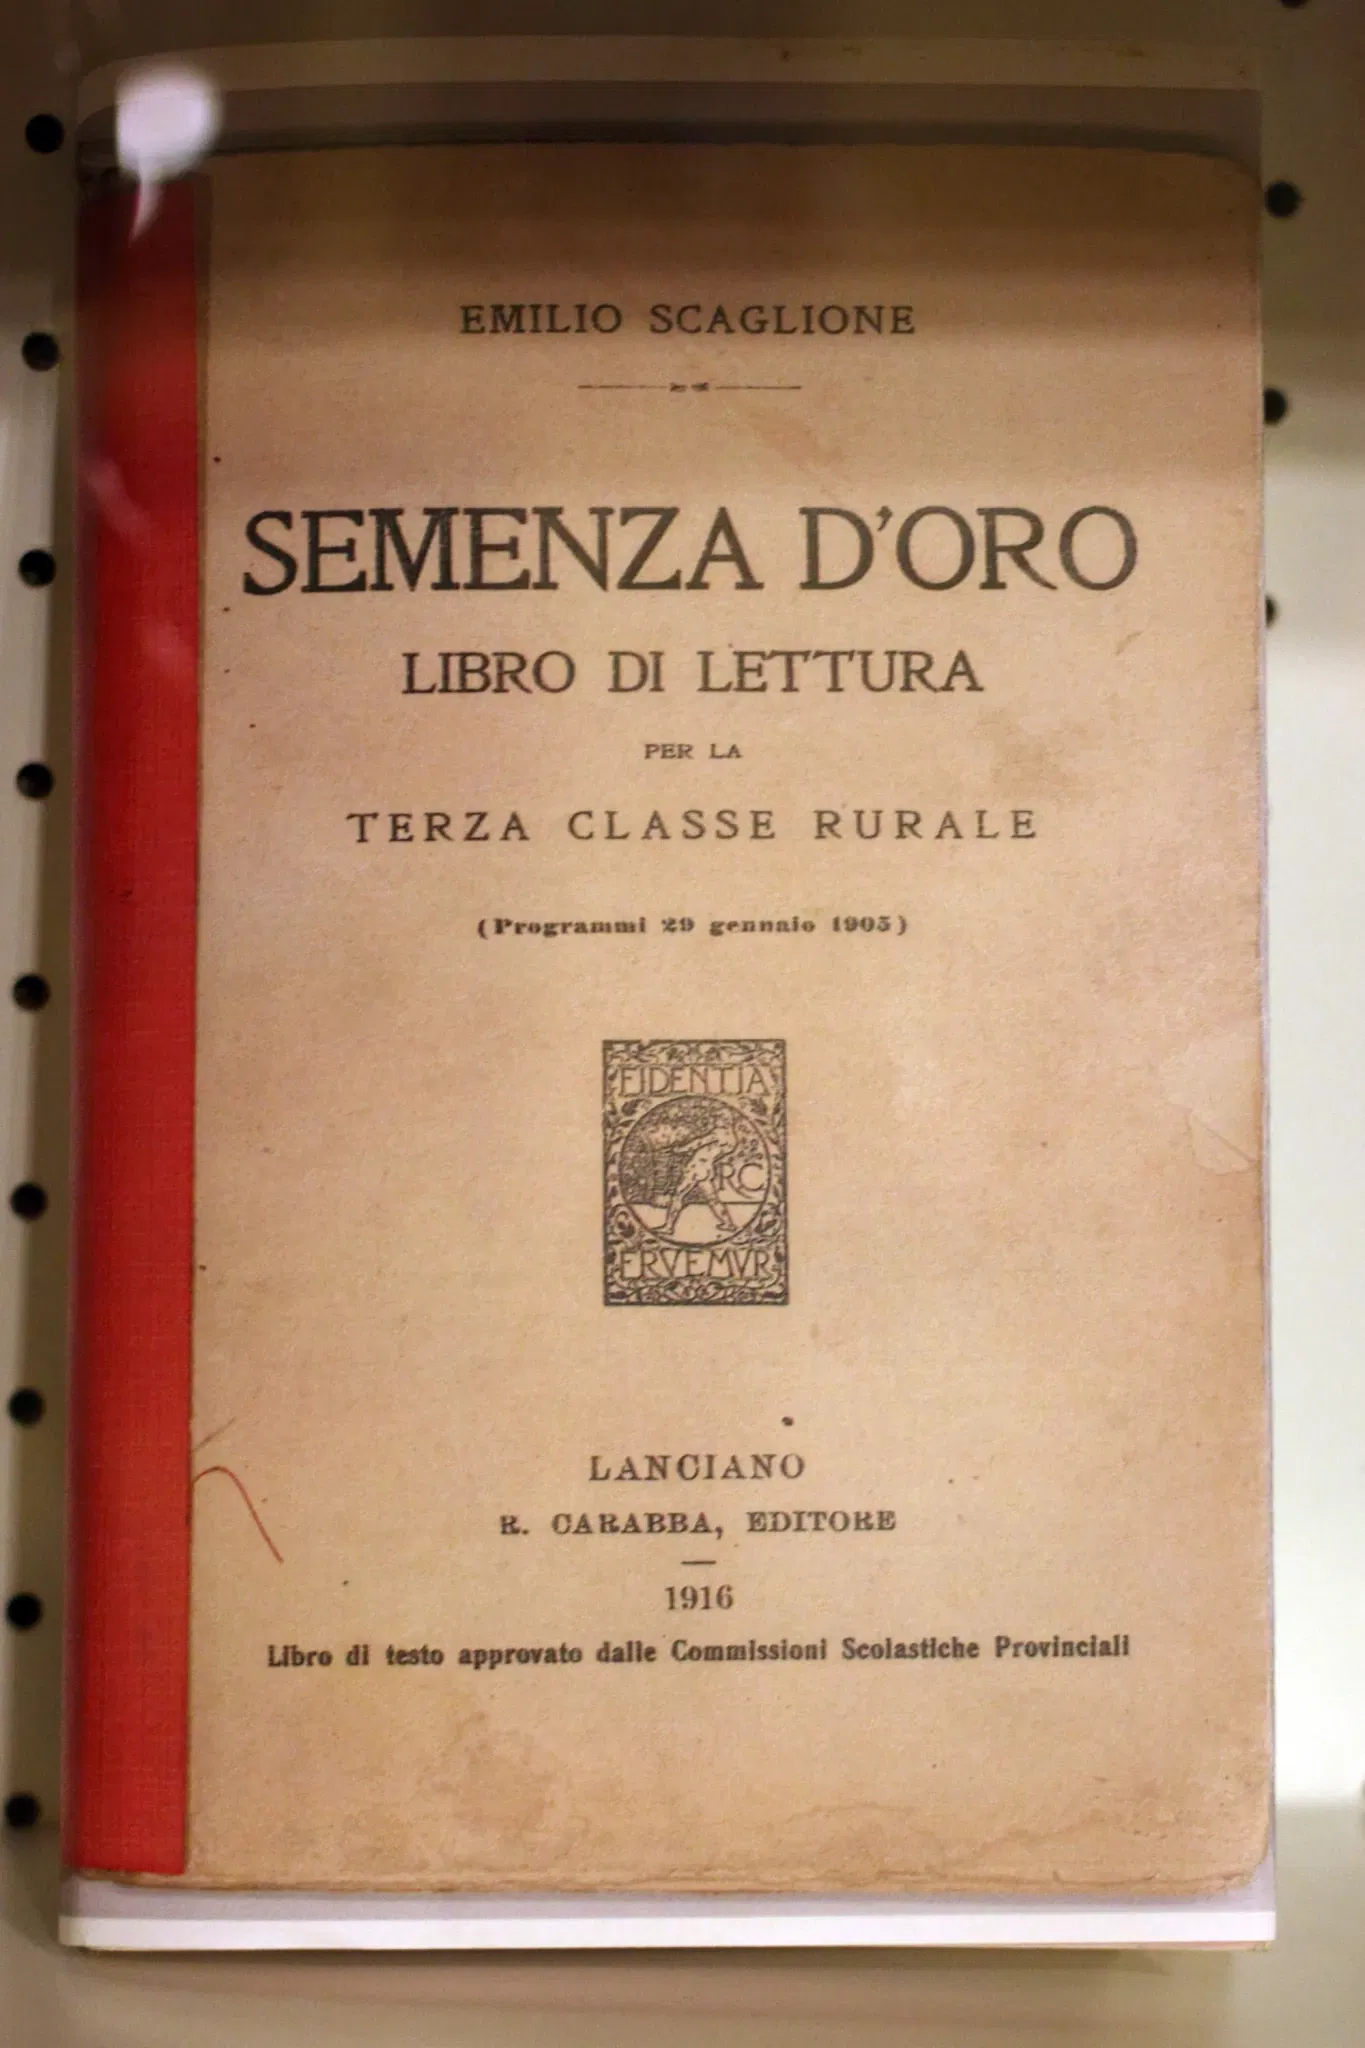 EMILIO SCAGLIONE
SEMENZA D'ORO
LIBRO DI LETTURA
PER LA
TERZA CLASSE RURALE
(Programmi 29 gennaio 1905)
FIDENTIA
RC
ERVEMVR
LANCIANO
R. CARABBA, EDITORE
1916
Libro di testo approvato dalle Commissioni Scolastiche Provinciali